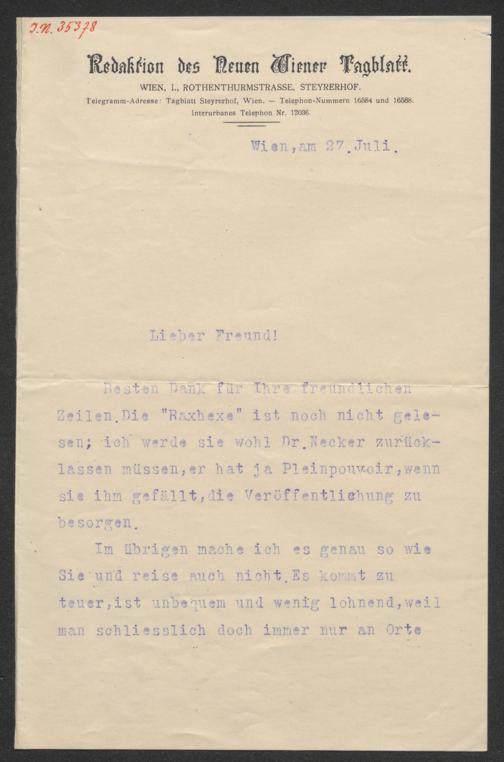 I.N. 35378
Redaktion des Neuen Wiener Tagblatt.
WIEN, I., ROTHENTHURMSTRASSE, STEYRERHOF.
Telegramm-Adresse: Tagblatt Steyrerhof, Wien. — Telephon-Nummern 16584 und 16588.
Interurbanes Telephon Nr. 12696.
Wien,am 27.Juli.
Lieber Freund!
Besten Dank für Ihre freundlichen
Zeilen.Die "Raxhexe" ist noch nicht gele-
sen; ich werde sie wohl Dr.Necker zurück-
lassen müssen,er hat ja Pleinpouvoir,wenn
sie ihm gefällt,die Veröffentlichung zu
besorgen.
Im übrigen mache ich es genau so wie
Sie und reise auch nicht.Es kommt zu
teuer,ist unbequem und wenig lohnend,weil
man schliesslich doch immer nur an Orte